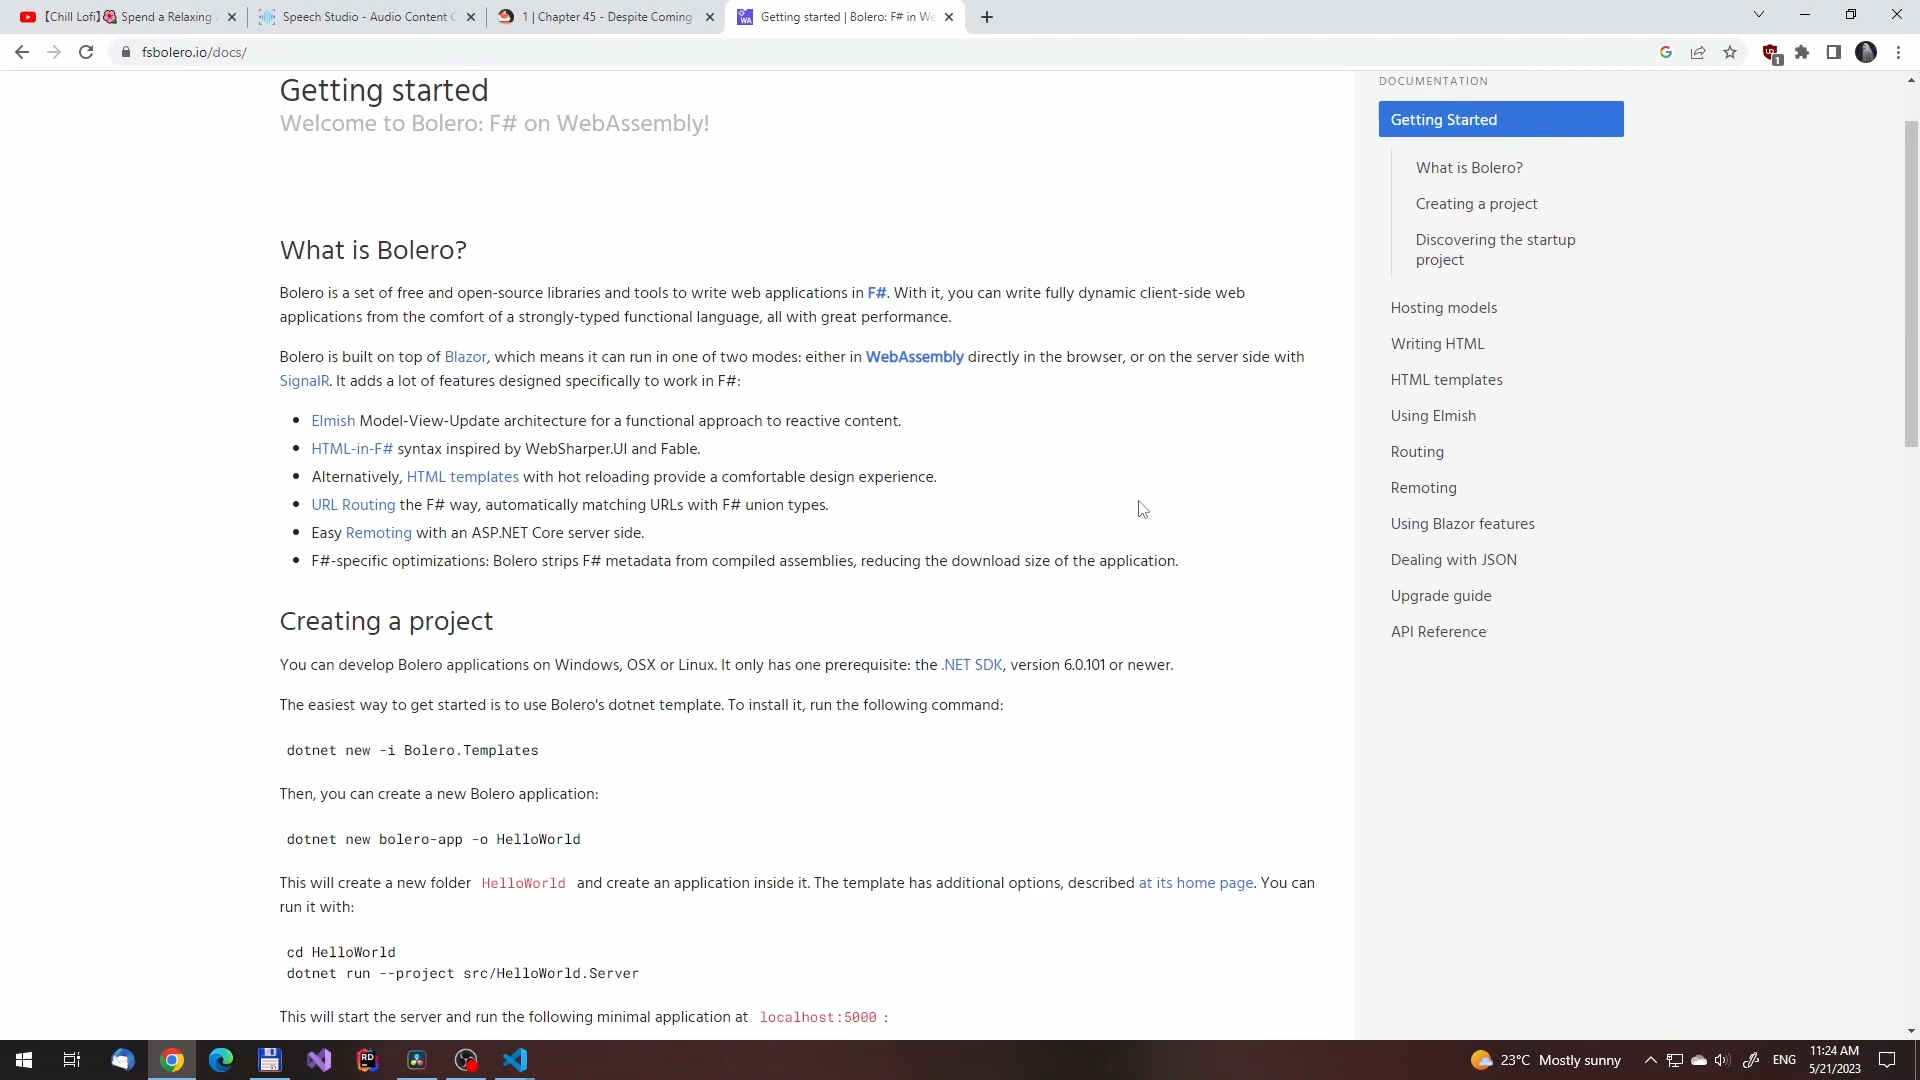 【Chill Lofi】🌺 Spend a Relaxing
Speech Studio - Audio Content C
1 | Chapter 45 - Despite Coming
Getting started | Bolero: F# in We
fsbolero.io/docs/
1
Getting started
Welcome to Bolero: F# on WebAssembly!
What is Bolero?
Bolero is a set of free and open-source libraries and tools to write web applications in F#. With it, you can write fully dynamic client-side web
applications from the comfort of a strongly-typed functional language, all with great performance.
Bolero is built on top of Blazor, which means it can run in one of two modes: either in WebAssembly directly in the browser, or on the server side with
SignalR. It adds a lot of features designed specifically to work in F#:
• Elmish Model-View-Update architecture for a functional approach to reactive content.
• HTML-in-F# syntax inspired by WebSharper.UI and Fable.
• Alternatively, HTML templates with hot reloading provide a comfortable design experience.
• URL Routing the F# way, automatically matching URLs with F# union types.
• Easy Remoting with an ASP.NET Core server side.
• F#-specific optimizations: Bolero strips F# metadata from compiled assemblies, reducing the download size of the application.
Creating a project
You can develop Bolero applications on Windows, OSX or Linux. It only has one prerequisite: the .NET SDK, version 6.0.101 or newer.
The easiest way to get started is to use Bolero's dotnet template. To install it, run the following command:
dotnet new -i Bolero.Templates
Then, you can create a new Bolero application:
dotnet new bolero-app -o HelloWorld
This will create a new folder HelloWorld and create an application inside it. The template has additional options, described at its home page. You can
run it with:
cd HelloWorld
dotnet run --project src/HelloWorld.Server
This will start the server and run the following minimal application at localhost:5000 :
DOCUMENTATION
Getting Started
What is Bolero?
Creating a project
Discovering the startup
project
Hosting models
Writing HTML
HTML templates
Using Elmish
Routing
Remoting
Using Blazor features
Dealing with JSON
Upgrade guide
API Reference
23°C Mostly sunny
ENG
11:24 AM
5/21/2023